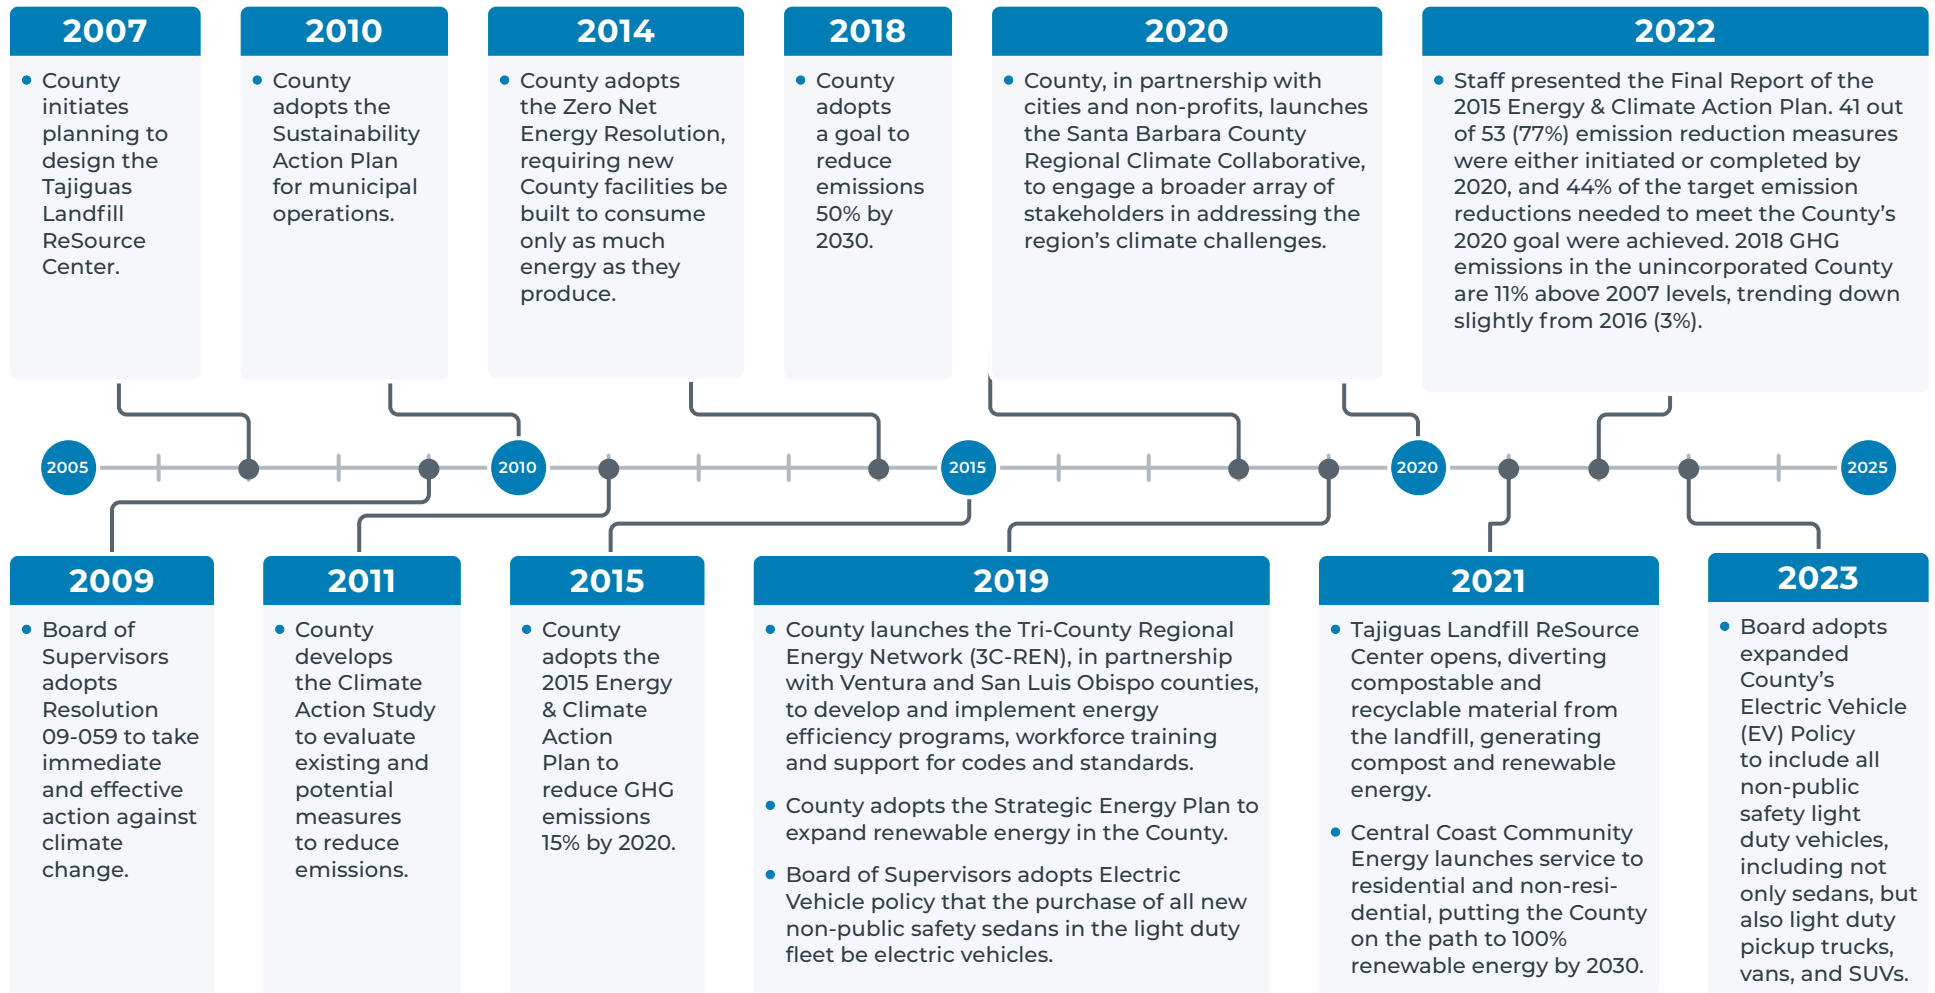 2007
• County
initiates
planning to
design the
Tajiguas
Landfill
ReSource
Center.
2010
• County
adopts the
Sustainability
Action Plan
for municipal
operations.
2014
• County adopts
the Zero Net
Energy Resolution,
requiring new
County facilities be
built to consume
only as much
energy as they
produce.
2018
• County
adopts
a goal to
reduce
emissions
50% by
2030.
2020
• County, in partnership with
cities and non-profits, launches
the Santa Barbara County
Regional Climate Collaborative,
to engage a broader array of
stakeholders in addressing the
region’s climate challenges.
2022
• Staff presented the Final Report of the
2015 Energy & Climate Action Plan. 41 out
of 53 (77%) emission reduction measures
were either initiated or completed by
2020, and 44% of the target emission
reductions needed to meet the County’s
2020 goal were achieved. 2018 GHG
emissions in the unincorporated County
are 11% above 2007 levels, trending down
slightly from 2016 (3%).
2005
2010
2015
2020
2025
2009
• Board of
Supervisors
adopts
Resolution
09-059 to take
immediate
and effective
action against
climate
change.
2011
• County
develops
the Climate
Action Study
to evaluate
existing and
potential
measures
to reduce
emissions.
2015
• County
adopts the
2015 Energy
& Climate
Action
Plan to
reduce GHG
emissions
15% by 2020.
2019
• County launches the Tri-County Regional
Energy Network (3C-REN), in partnership
with Ventura and San Luis Obispo counties,
to develop and implement energy
efficiency programs, workforce training
and support for codes and standards.
• County adopts the Strategic Energy Plan to
expand renewable energy in the County.
• Board of Supervisors adopts Electric
Vehicle policy that the purchase of all new
non-public safety sedans in the light duty
fleet be electric vehicles.
2021
• Tajiguas Landfill ReSource
Center opens, diverting
compostable and
recyclable material from
the landfill, generating
compost and renewable
energy.
• Central Coast Community
Energy launches service to
residential and non-resi-
dential, putting the County
on the path to 100%
renewable energy by 2030.
2023
• Board adopts
expanded
County’s
Electric Vehicle
(EV) Policy
to include all
non-public
safety light
duty vehicles,
including not
only sedans, but
also light duty
pickup trucks,
vans, and SUVs.